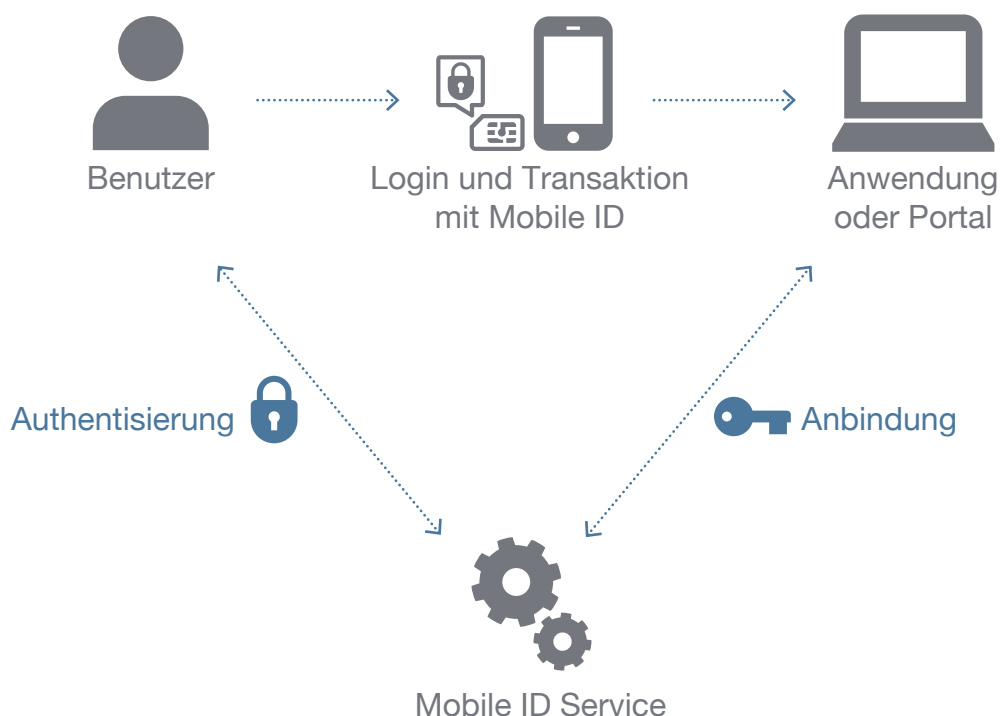 Benutzer
Login und Transaktion
mit Mobile ID
Anwendung
oder Portal
Authentisierung
Anbindung
Mobile ID Service